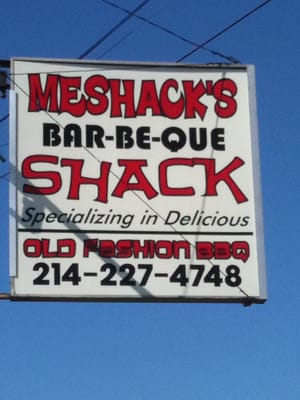 MESHACK'S
BAR-BE-QUE
SHACK
Specializing in Delicious
OLD FASHION BBQ
214-227-4748